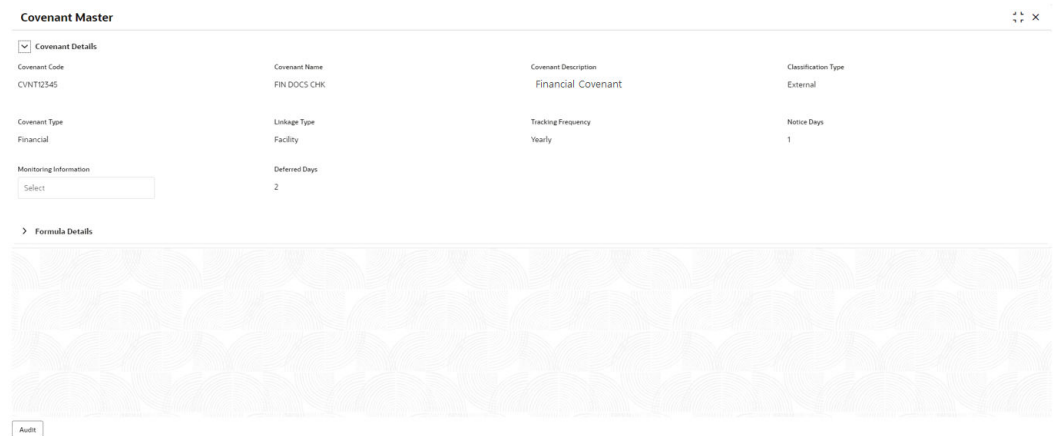 Covenant Master
Covenant Details
Covenant Code Covenant Name Covenant Description Classification Type
CVNT12345 FIN DOCS CHK Financial Covenant External
Covenant Type Linkage Type Tracking Frequency Notice Days
Financial Facility Yearly 1
Monitoring Information Deferred Days
Select 2
Formula Details
Audit